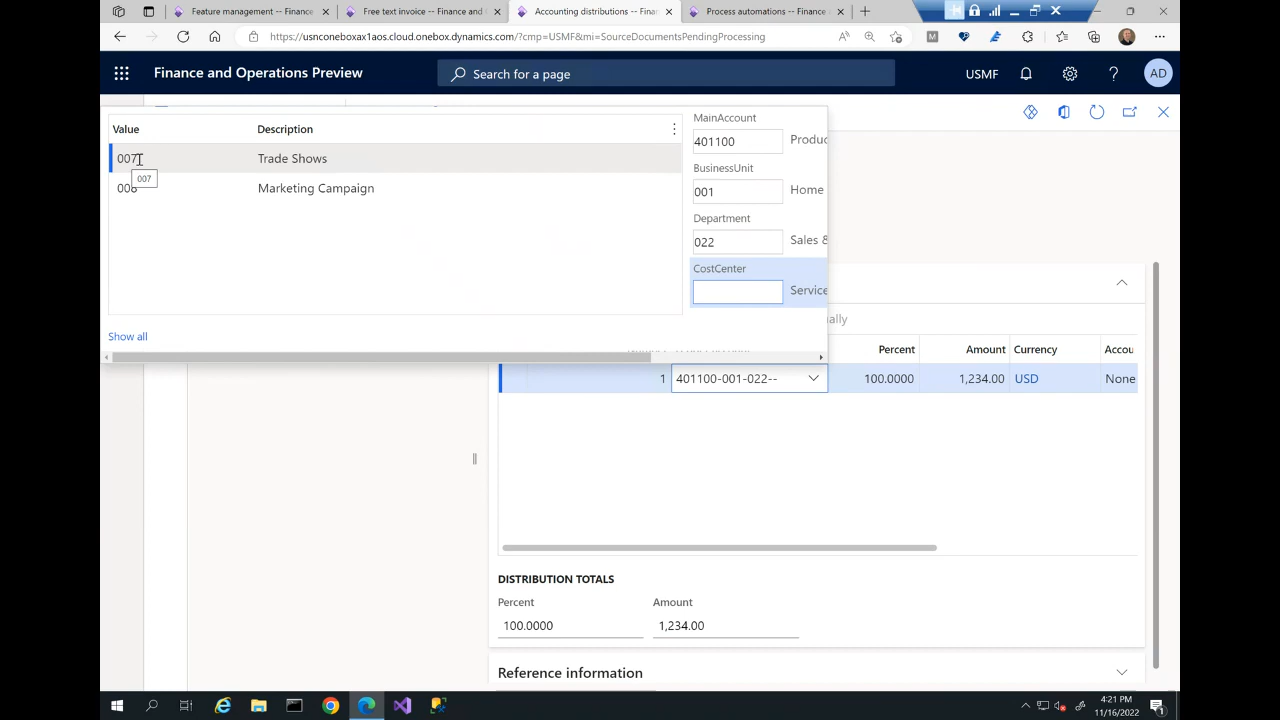 Feature management -- Finance
Free text invoice -- Finance and
Accounting distributions -- Finan
Process automations -- Finance
https://usnconeboxax1aos.cloud.onebox.dynamics.com/?cmp=USMF&mi=SourceDocumentsPendingProcessing
Finance and Operations Preview
Search for a page
USMF
AD
Value
Description
007
Trade Shows
007
008
Marketing Campaign
Show all
MainAccount
401100
Produc
BusinessUnit
001
Home
Department
022
Sales &
CostCenter
Service
ally
Percent
Amount
Currency
Accou
1
401100-001-022--
100.0000
1,234.00
USD
None
DISTRIBUTION TOTALS
Percent
Amount
100.0000
1,234.00
Reference information
4:21 PM
11/16/2022